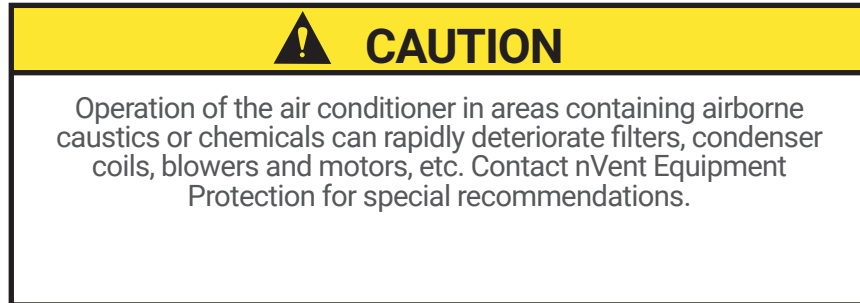 CAUTION
Operation of the air conditioner in areas containing airborne
caustics or chemicals can rapidly deteriorate filters, condenser
coils, blowers and motors, etc. Contact nVent Equipment
Protection for special recommendations.